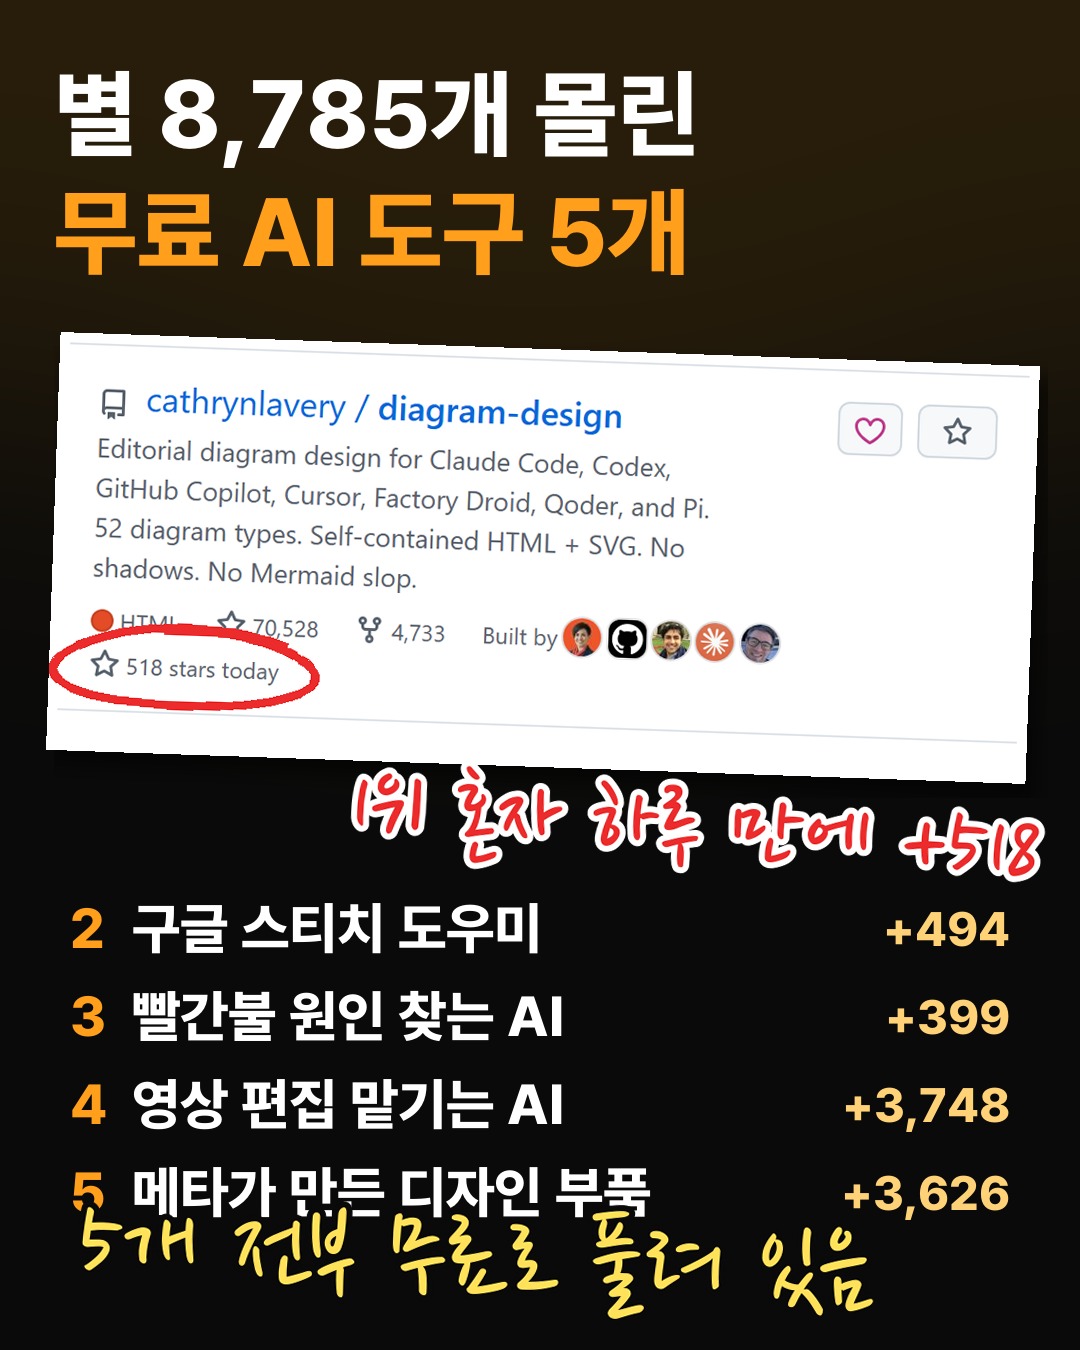 별 8,785개 몰린
무료 AI 도구 5개
cathrynlavery / diagram-design
Editorial diagram design for Claude Code, Codex,
GitHub Copilot, Cursor, Factory Droid, Qoder, and Pi.
52 diagram types. Self-contained HTML + SVG. No
shadows. No Mermaid slop.
HTML 70,528 4,733 Built by
518 stars today
1위 혼자 하루 만에 +518
2 구글 스티치 도우미 +494
3 빨간불 원인 찾는 AI +399
4 영상 편집 맡기는 AI +3,748
5 메타가 만든 디자인 부품 +3,626
5개 전부 무료로 풀려 있음